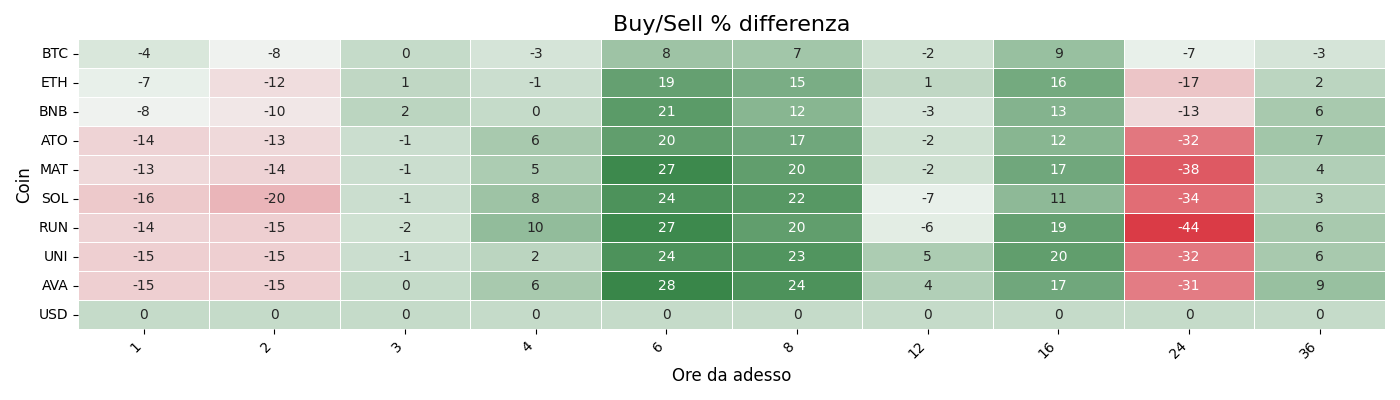 Buy/Sell % differenza
Coin
BTC -4 -8 0 -3 8 7 -2 9 -7 -3
ETH -7 -12 1 -1 19 15 1 16 -17 2
BNB -8 -10 2 0 21 12 -3 13 -13 6
ATO -14 -13 -1 6 20 17 -2 12 -32 7
MAT -13 -14 -1 5 27 20 -2 17 -38 4
SOL -16 -20 -1 8 24 22 -7 11 -34 3
RUN -14 -15 -2 10 27 20 -6 19 -44 6
UNI -15 -15 -1 2 24 23 5 20 -32 6
AVA -15 -15 0 6 28 24 4 17 -31 9
USD 0 0 0 0 0 0 0 0 0 0
1 2 3 4 6 8 12 16 24 36
Ore da adesso